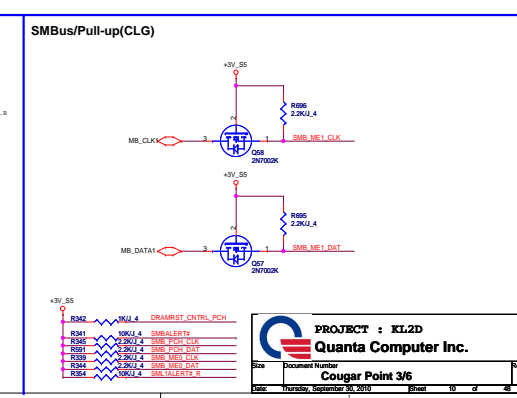 SMBus/Pull-up(CLG)
+3V_S5
R696
2.2K/J_4
2
MB_CLK1
3
1
SMB_ME1_CLK
Q58
2N7002K
+3V_S5
R695
2.2K/J_4
2
MB_DATA1
3
1
SMB_ME1_DAT
Q57
2N7002K
+3V_S5
R342 1K/J_4 DRAMRST_CNTRL_PCH
R341 10K/J_4 SMBALERT#
R345 2.2K/J_4 SMB_PCH_CLK
R591 2.2K/J_4 SMB_PCH_DAT
R339 2.2K/J_4 SMB_ME0_CLK
R344 2.2K/J_4 SMB_ME0_DAT
R354 10K/J_4 SML1ALERT#_R
PROJECT : KL2D
Quanta Computer Inc.
Size Document Number
Cougar Point 3/6
Date: Thursday, September 30, 2010 Sheet 10 of 48